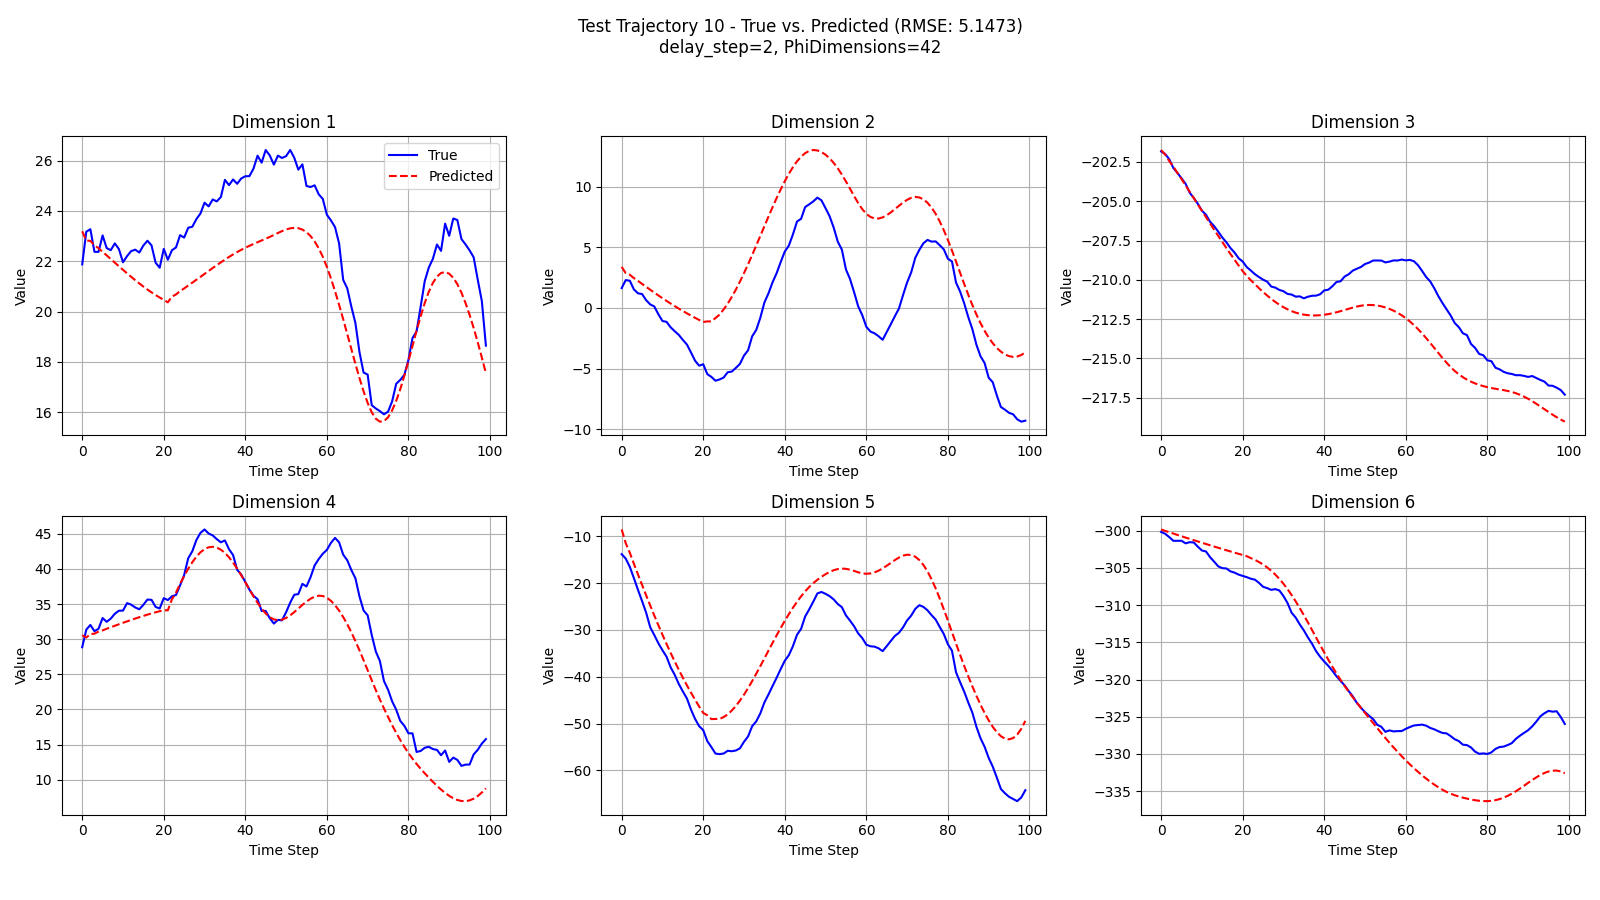 Test Trajectory 10 - True vs. Predicted (RMSE: 5.1473)
delay_step=2, PhiDimensions=42
Dimension 1
26
24
22
20
18
16
Value
0 20 40 60 80 100
Time Step
True
Predicted
Dimension 2
10
5
0
−5
−10
Value
0 20 40 60 80 100
Time Step
Dimension 3
−202.5
−205.0
−207.5
−210.0
−212.5
−215.0
−217.5
Value
0 20 40 60 80 100
Time Step
Dimension 4
45
40
35
30
25
20
15
10
Value
0 20 40 60 80 100
Time Step
Dimension 5
−10
−20
−30
−40
−50
−60
Value
0 20 40 60 80 100
Time Step
Dimension 6
−300
−305
−310
−315
−320
−325
−330
−335
Value
0 20 40 60 80 100
Time Step